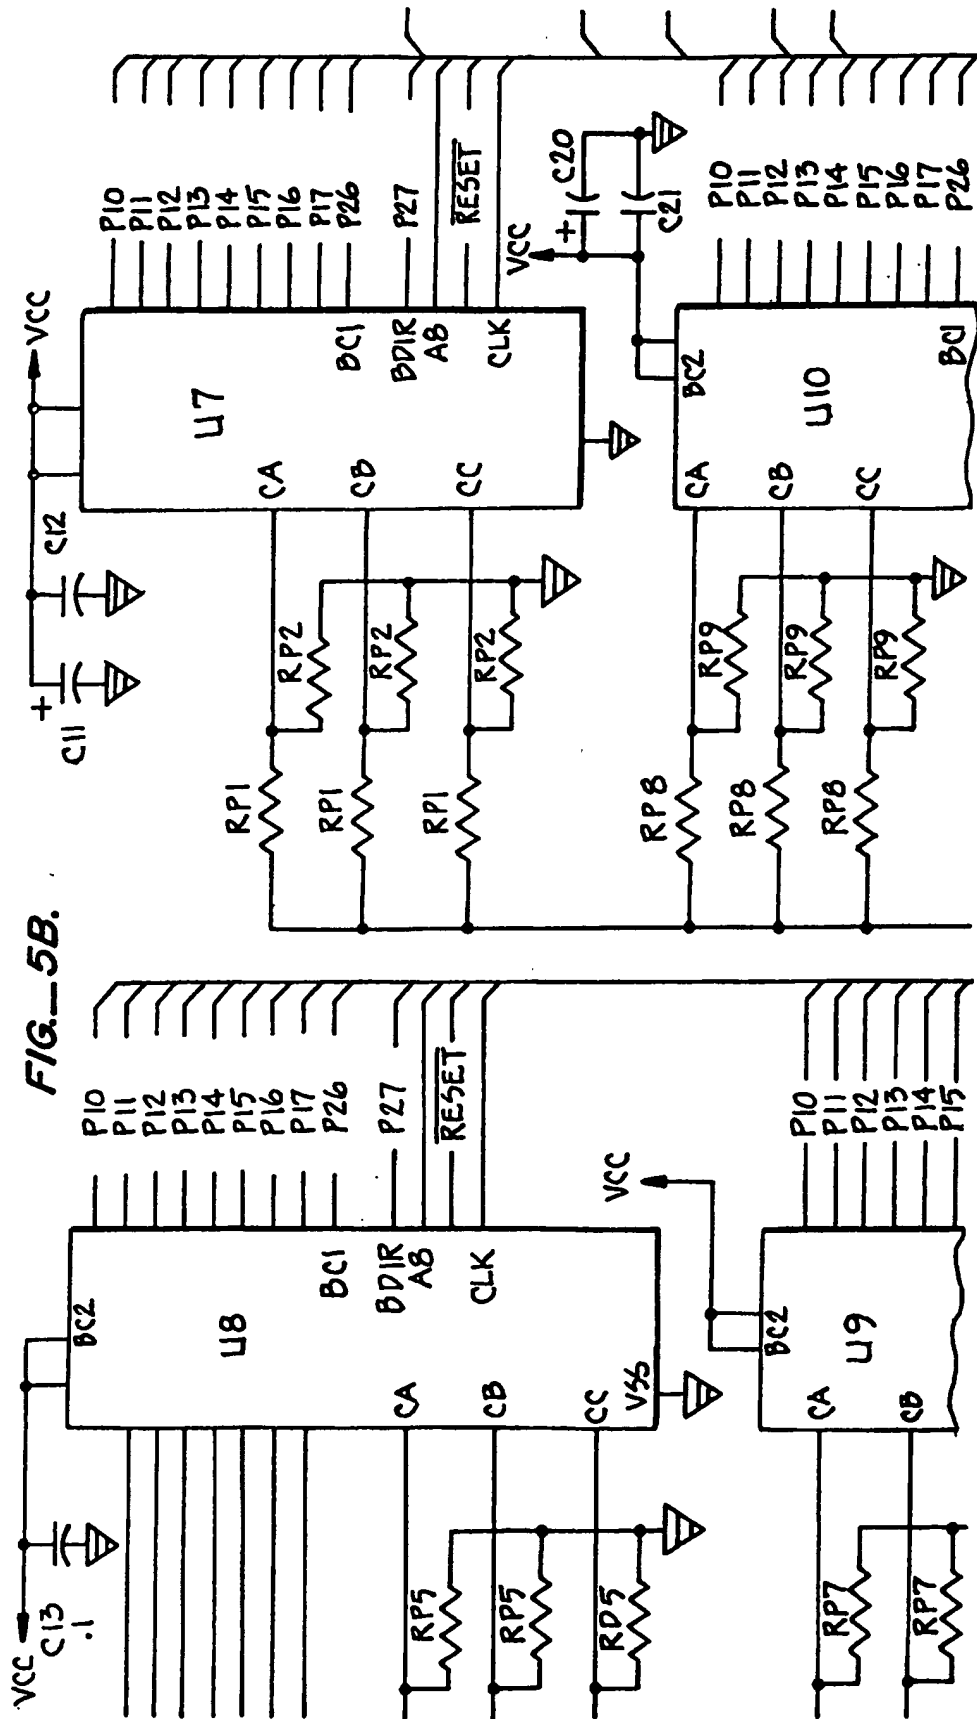 FIG._5B.
VCC
C13
.1
BC2
U8
BC1
BDIR
A8
CLK
CA
CB
CC
VSS
P10
P11
P12
P13
P14
P15
P16
P17
P26
P27
RESET
RP5
RP5
RD5
VCC
BC2
U9
CA
CB
P10
P11
P12
P13
P14
P15
RP7
RP7
VCC
C12
+
C11
U7
BC1
BDIR
A8
CLK
CA
CB
CC
P10
P11
P12
P13
P14
P15
P16
P17
P26
P27
RESET
RP2
RP2
RP2
RP1
RP1
RP1
VCC
+
C20
C21
BC2
U10
BC1
CA
CB
CC
P10
P11
P12
P13
P14
P15
P16
P17
P26
RP9
RP9
RP9
RP8
RP8
RP8